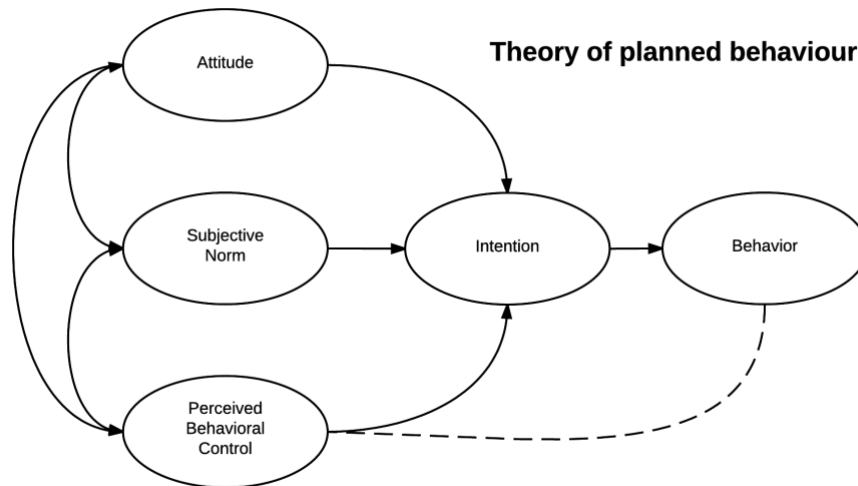 Attitude
Theory of planned behaviour
Subjective
Norm
Intention
Behavior
Perceived
Behavioral
Control